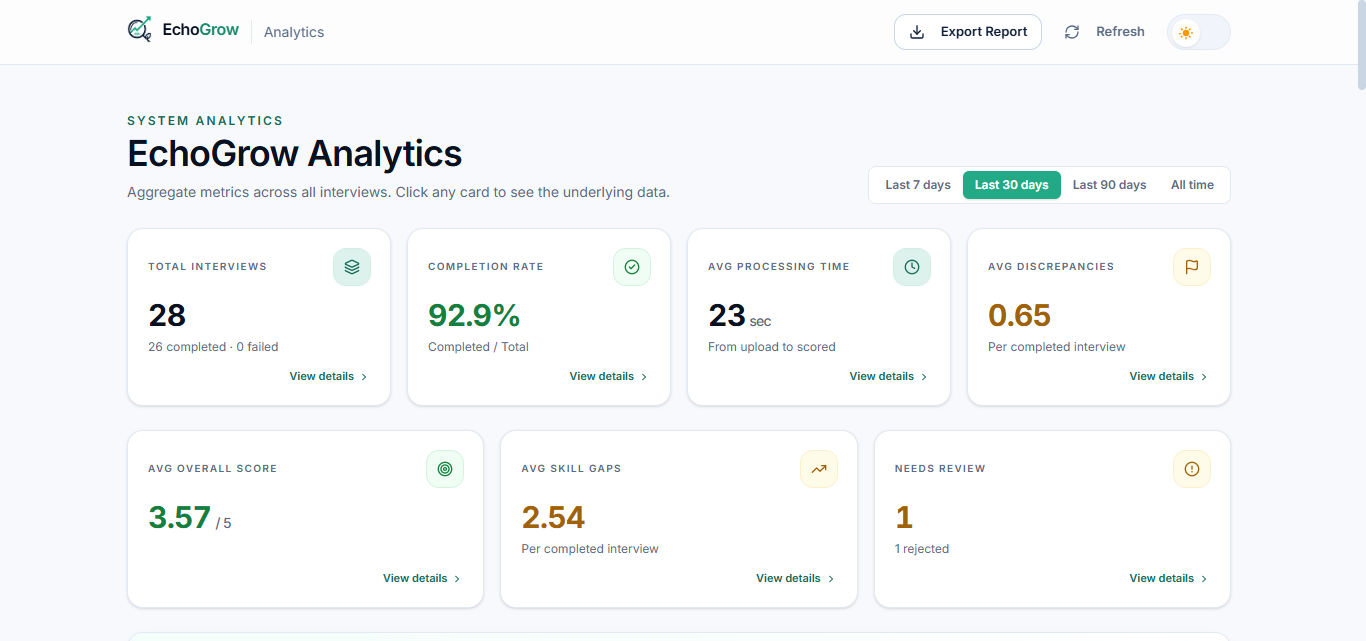 EchoGrow Analytics Export Report Refresh
SYSTEM ANALYTICS
EchoGrow Analytics
Aggregate metrics across all interviews. Click any card to see the underlying data.
Last 7 days Last 30 days Last 90 days All time
TOTAL INTERVIEWS
28
26 completed · 0 failed
View details
COMPLETION RATE
92.9%
Completed / Total
View details
AVG PROCESSING TIME
23 sec
From upload to scored
View details
AVG DISCREPANCIES
0.65
Per completed interview
View details
AVG OVERALL SCORE
3.57 / 5
View details
AVG SKILL GAPS
2.54
Per completed interview
View details
NEEDS REVIEW
1
1 rejected
View details